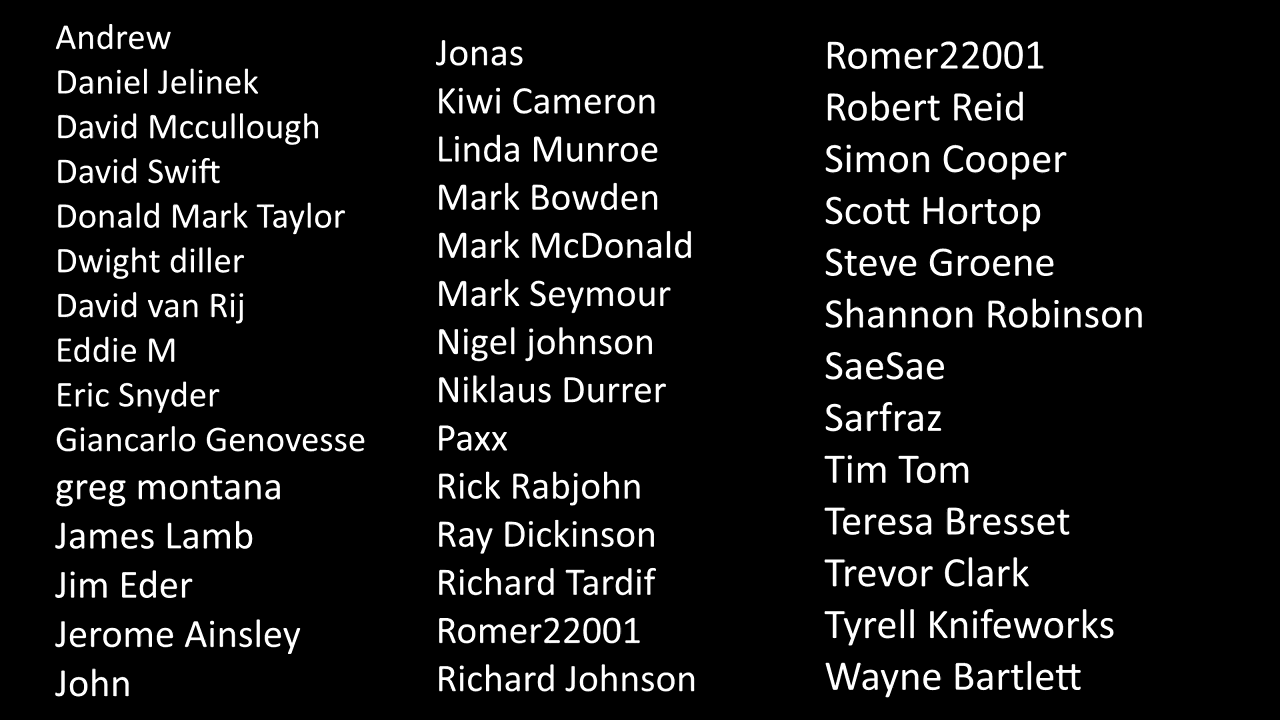 Andrew
Daniel Jelinek
David Mccullough
David Swift
Donald Mark Taylor
Dwight diller
David van Rij
Eddie M
Eric Snyder
Giancarlo Genovesse
greg montana
James Lamb
Jim Eder
Jerome Ainsley
John
Jonas
Kiwi Cameron
Linda Munroe
Mark Bowden
Mark McDonald
Mark Seymour
Nigel johnson
Niklaus Durrer
Paxx
Rick Rabjohn
Ray Dickinson
Richard Tardif
Romer22001
Richard Johnson
Romer22001
Robert Reid
Simon Cooper
Scott Hortop
Steve Groene
Shannon Robinson
SaeSae
Sarfraz
Tim Tom
Teresa Bresset
Trevor Clark
Tyrell Knifeworks
Wayne Bartlett